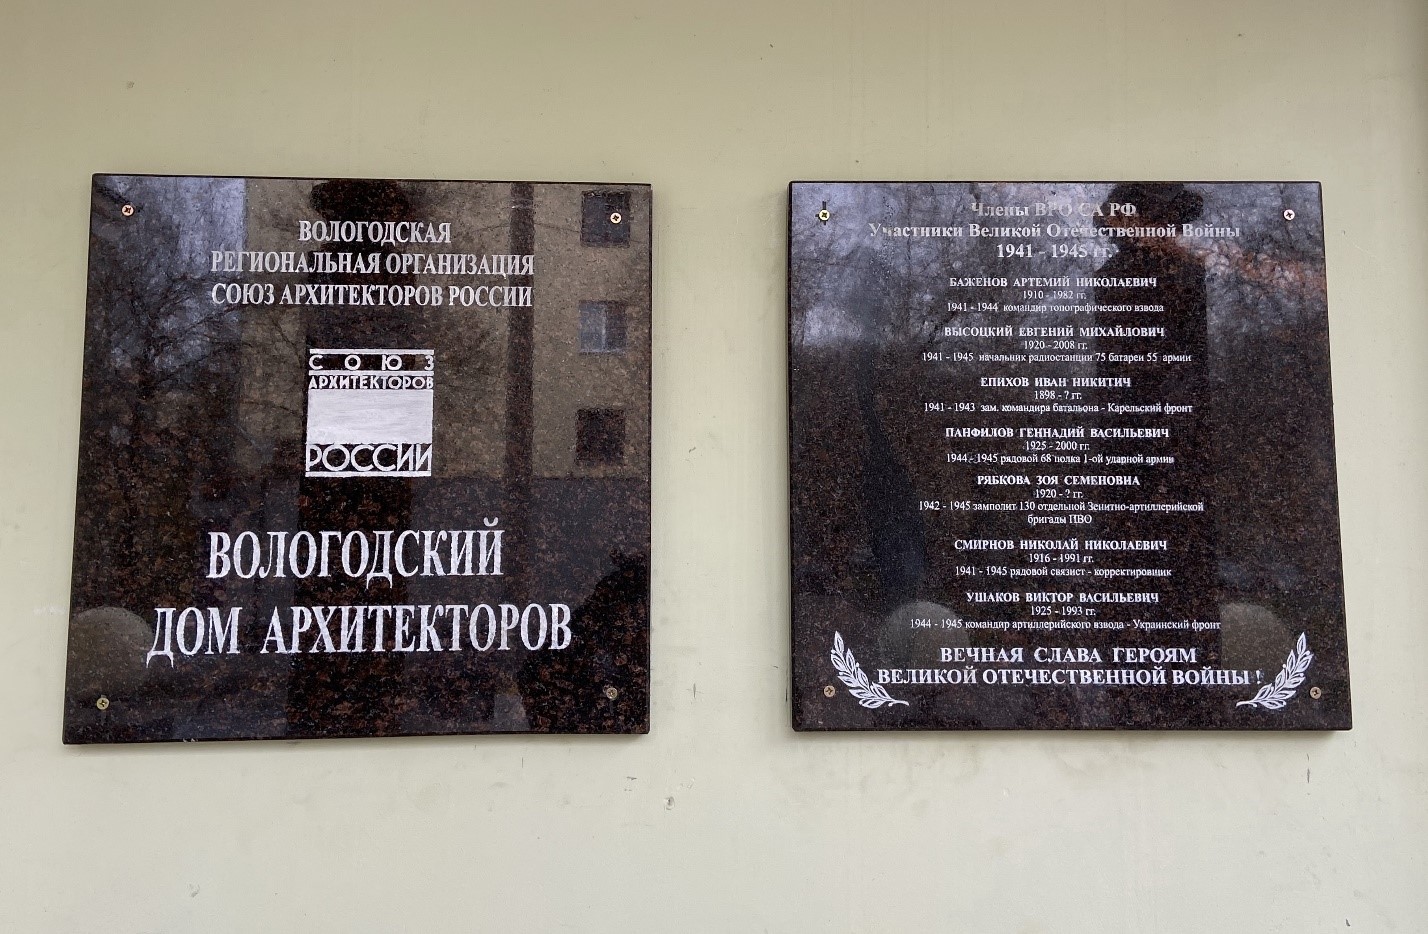 ВОЛОГОДСКАЯ
РЕГИОНАЛЬНАЯ ОРГАНИЗАЦИЯ
СОЮЗ АРХИТЕКТОРОВ РОССИИ
СОЮЗ
АРХИТЕКТОРОВ
РОССИИ
ВОЛОГОДСКИЙ
ДОМ АРХИТЕКТОРОВ
Члены ВРО СА РФ
Участники Великой Отечественной Войны
1941 - 1945 гг.
БАЖЕНОВ АРТЕМИЙ НИКОЛАЕВИЧ
1910 - 1982 гг.
1941 - 1944 командир топографического взвода
ВЫСОЦКИЙ ЕВГЕНИЙ МИХАЙЛОВИЧ
1920 - 2008 гг.
1941 - 1945 начальник радиостанции 75 батареи 55 армии
ЕПИХОВ ИВАН НИКИТИЧ
1898 - ? гг.
1941 - 1943 зам. командира батальона - Карельский фронт
ПАНФИЛОВ ГЕННАДИЙ ВАСИЛЬЕВИЧ
1925 - 2000 гг.
1944 - 1945 рядовой 68 полка 1-ой ударной армии
РЯБКОВА ЗОЯ СЕМЕНОВНА
1920 - ? гг.
1942 - 1945 замполит 130 отдельной Зенитно-артиллерийской
бригады ПВО
СМИРНОВ НИКОЛАЙ НИКОЛАЕВИЧ
1916 - 1991 гг.
1941 - 1945 рядовой связист - корректировщик
УШАКОВ ВИКТОР ВАСИЛЬЕВИЧ
1925 - 1993 гг.
1944 - 1945 командир артиллерийского взвода - Украинский фронт
ВЕЧНАЯ СЛАВА ГЕРОЯМ
ВЕЛИКОЙ ОТЕЧЕСТВЕННОЙ ВОЙНЫ !